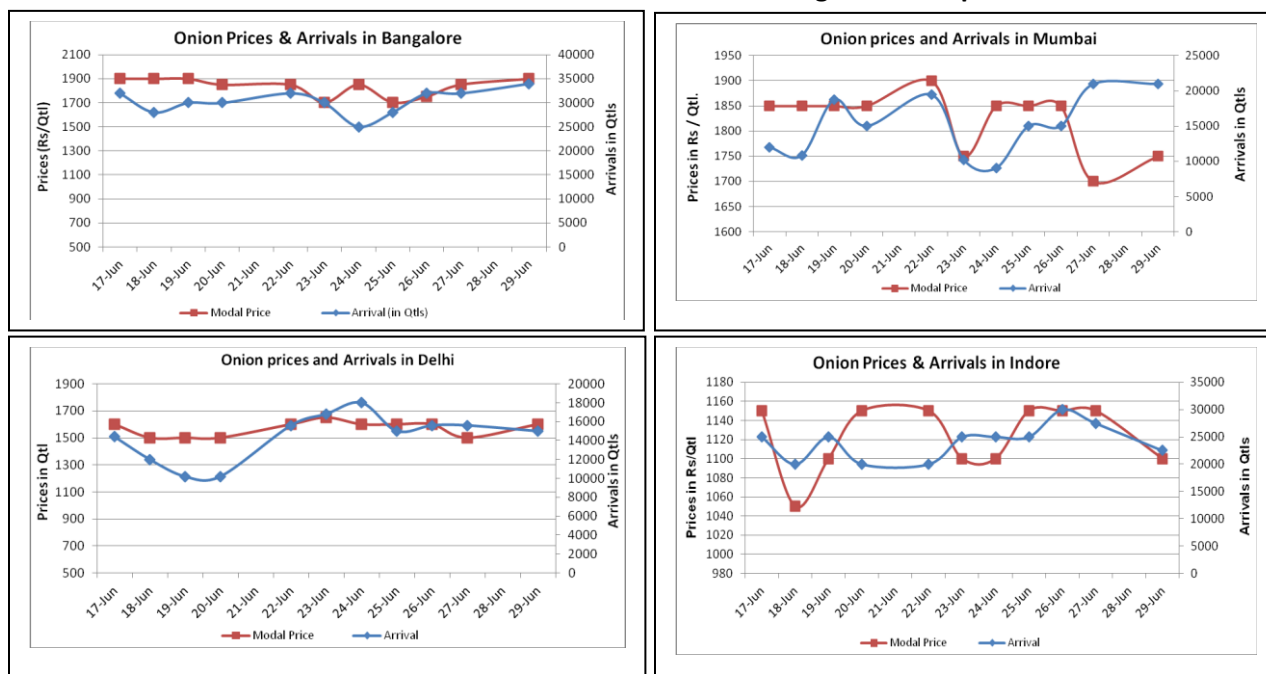 Onion Prices & Arrivals in Bangalore
2100
1900
1700
1500
1300
1100
900
700
500
40000
35000
30000
25000
20000
15000
10000
5000
0
Prices (Rs/Qtl)
Arrivals in Qtls
17-Jun
18-Jun
19-Jun
20-Jun
21-Jun
22-Jun
23-Jun
24-Jun
25-Jun
26-Jun
27-Jun
28-Jun
29-Jun
Modal Price
Arrival (in Qtls)
Onion prices and Arrivals in Mumbai
1950
1900
1850
1800
1750
1700
1650
1600
25000
20000
15000
10000
5000
0
Prices in Rs / Qtl.
Arrivals in Qtls
17-Jun
18-Jun
19-Jun
20-Jun
21-Jun
22-Jun
23-Jun
24-Jun
25-Jun
26-Jun
27-Jun
28-Jun
29-Jun
Modal Price
Arrival
Onion prices and Arrivals in Delhi
1900
1700
1500
1300
1100
900
700
500
20000
18000
16000
14000
12000
10000
8000
6000
4000
2000
0
Prices in Qtl
Arrivals in Qtls
17-Jun
18-Jun
19-Jun
20-Jun
21-Jun
22-Jun
23-Jun
24-Jun
25-Jun
26-Jun
27-Jun
28-Jun
29-Jun
Modal Price
Arrival
Onion Prices & Arrivals in Indore
1180
1160
1140
1120
1100
1080
1060
1040
1020
1000
980
35000
30000
25000
20000
15000
10000
5000
0
Prices in Rs/Qtl
Arrivals in Qtls
17-Jun
18-Jun
19-Jun
20-Jun
21-Jun
22-Jun
23-Jun
24-Jun
25-Jun
26-Jun
27-Jun
28-Jun
29-Jun
Modal Price
Arrival